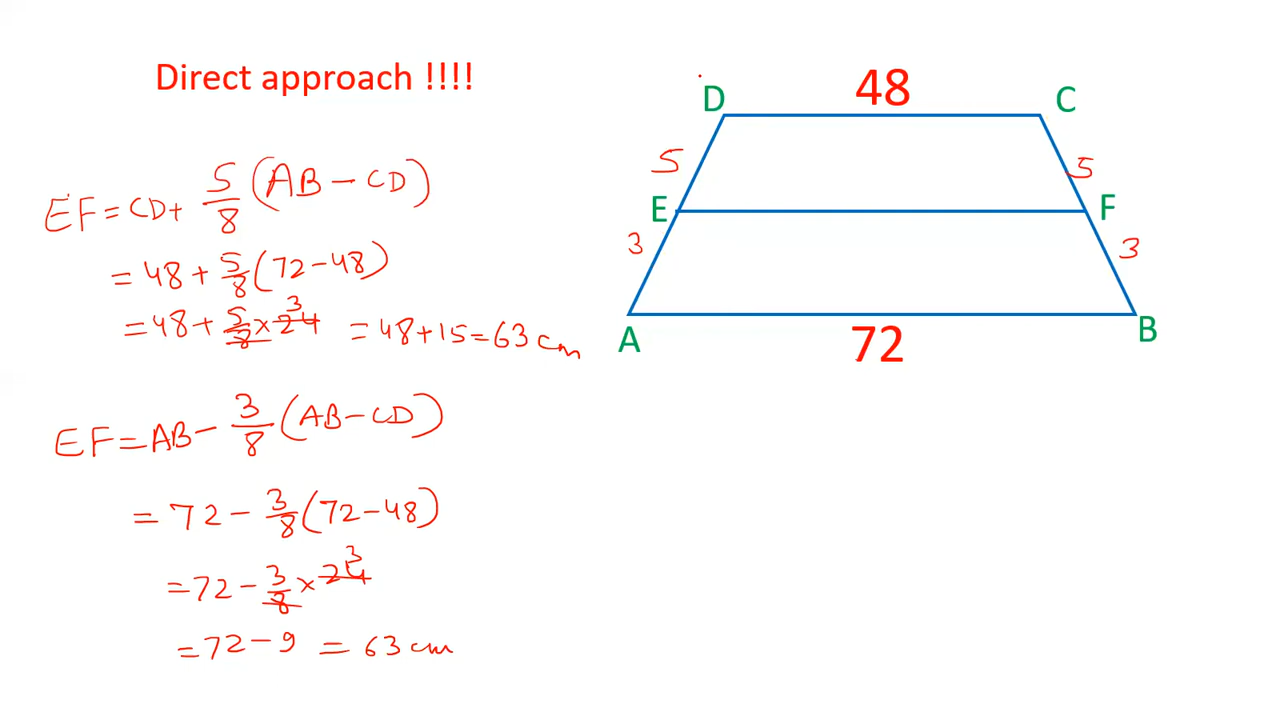 Direct approach !!!!
EF = CD + 5/8 (AB - CD)
= 48 + 5/8 (72 - 48)
= 48 + 5/8 × 24 3 = 48 + 15 = 63 cm
EF = AB - 3/8 (AB - CD)
= 72 - 3/8 (72 - 48)
= 72 - 3/8 × 24 3
= 72 - 9 = 63 cm
D 48 C
5 5
E F
3 3
A 72 B